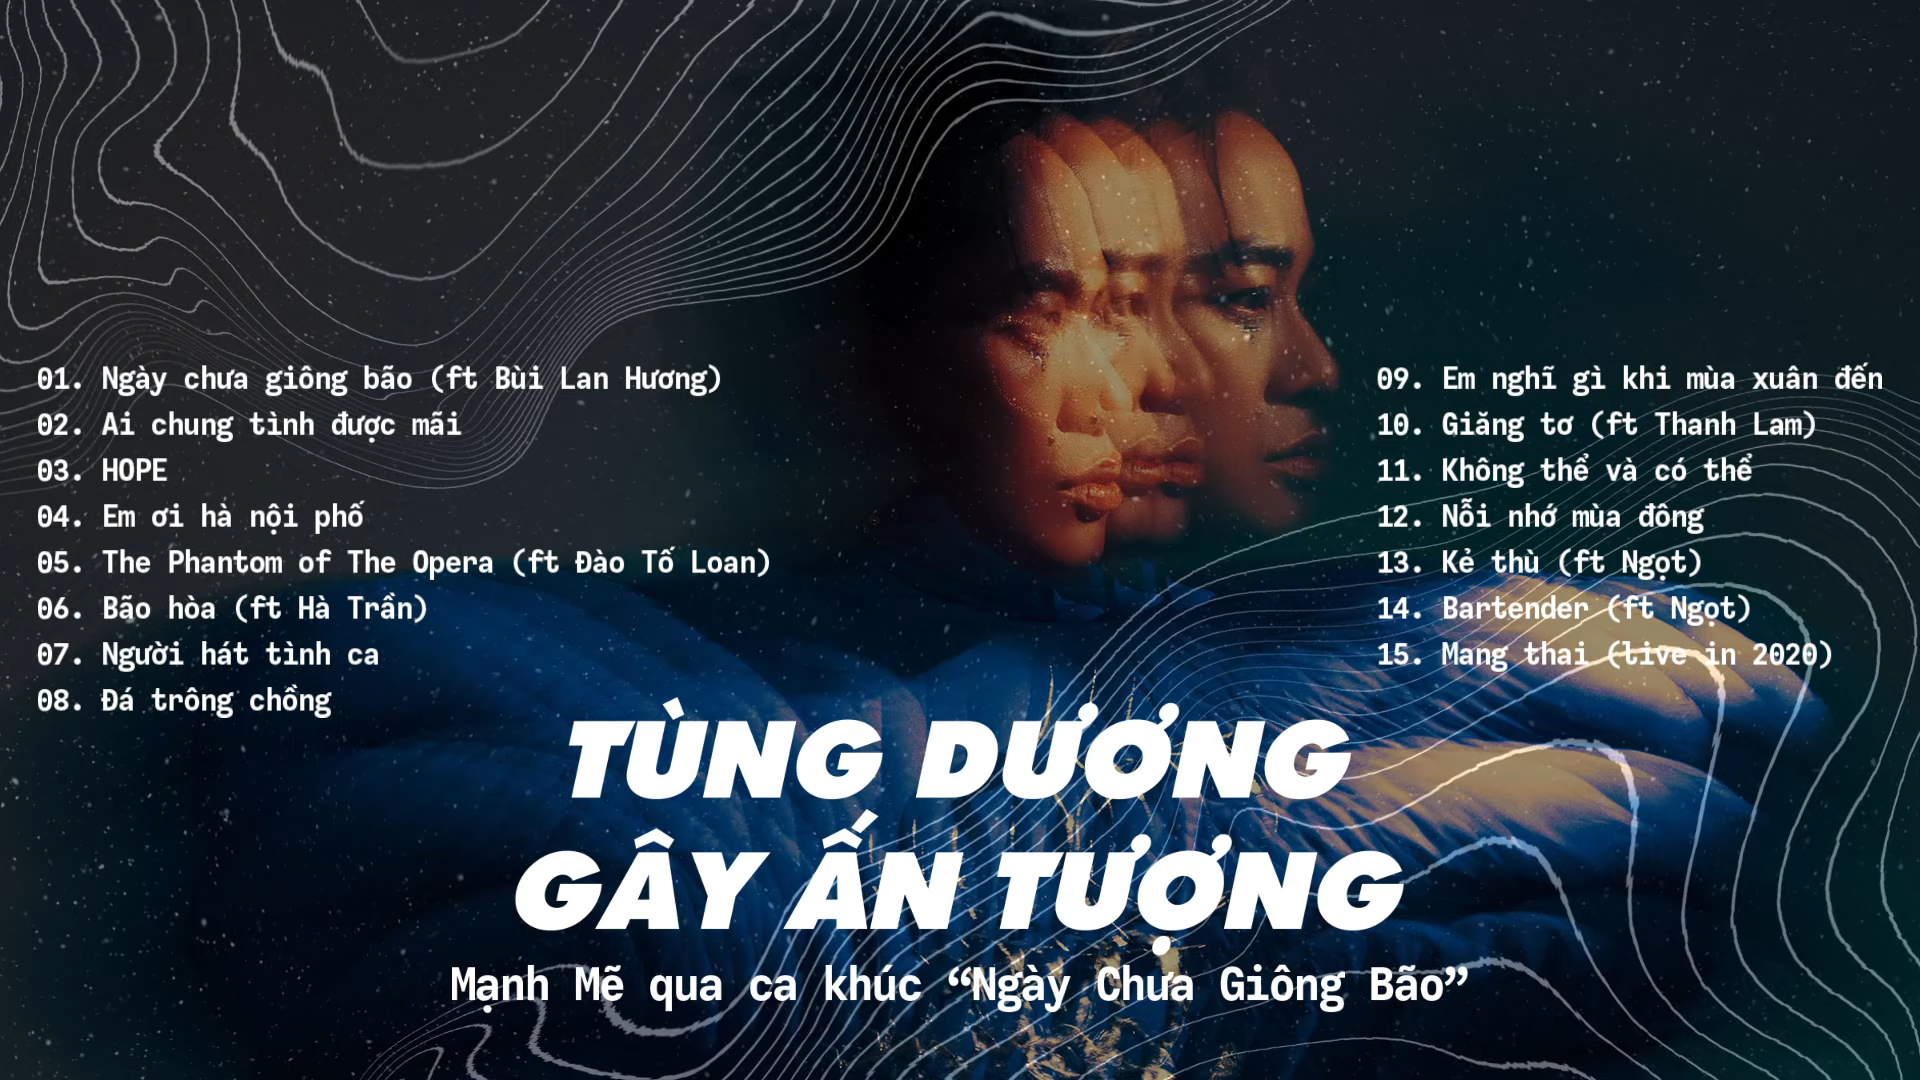 01. Ngày chưa giông bão (ft Bùi Lan Hương)
02. Ai chung tình được mãi
03. HOPE
04. Em ơi hà nội phố
05. The Phantom of The Opera (ft Đào Tố Loan)
06. Bão hòa (ft Hà Trần)
07. Người hát tình ca
08. Đá trông chồng
09. Em nghĩ gì khi mùa xuân đến
10. Giăng tơ (ft Thanh Lam)
11. Không thể và có thể
12. Nỗi nhớ mùa đông
13. Kẻ thù (ft Ngọt)
14. Bartender (ft Ngọt)
15. Mang thai (live in 2020)
TÙNG DƯƠNG
GÂY ẤN TƯỢNG
Mạnh Mẽ qua ca khúc “Ngày Chưa Giông Bão”